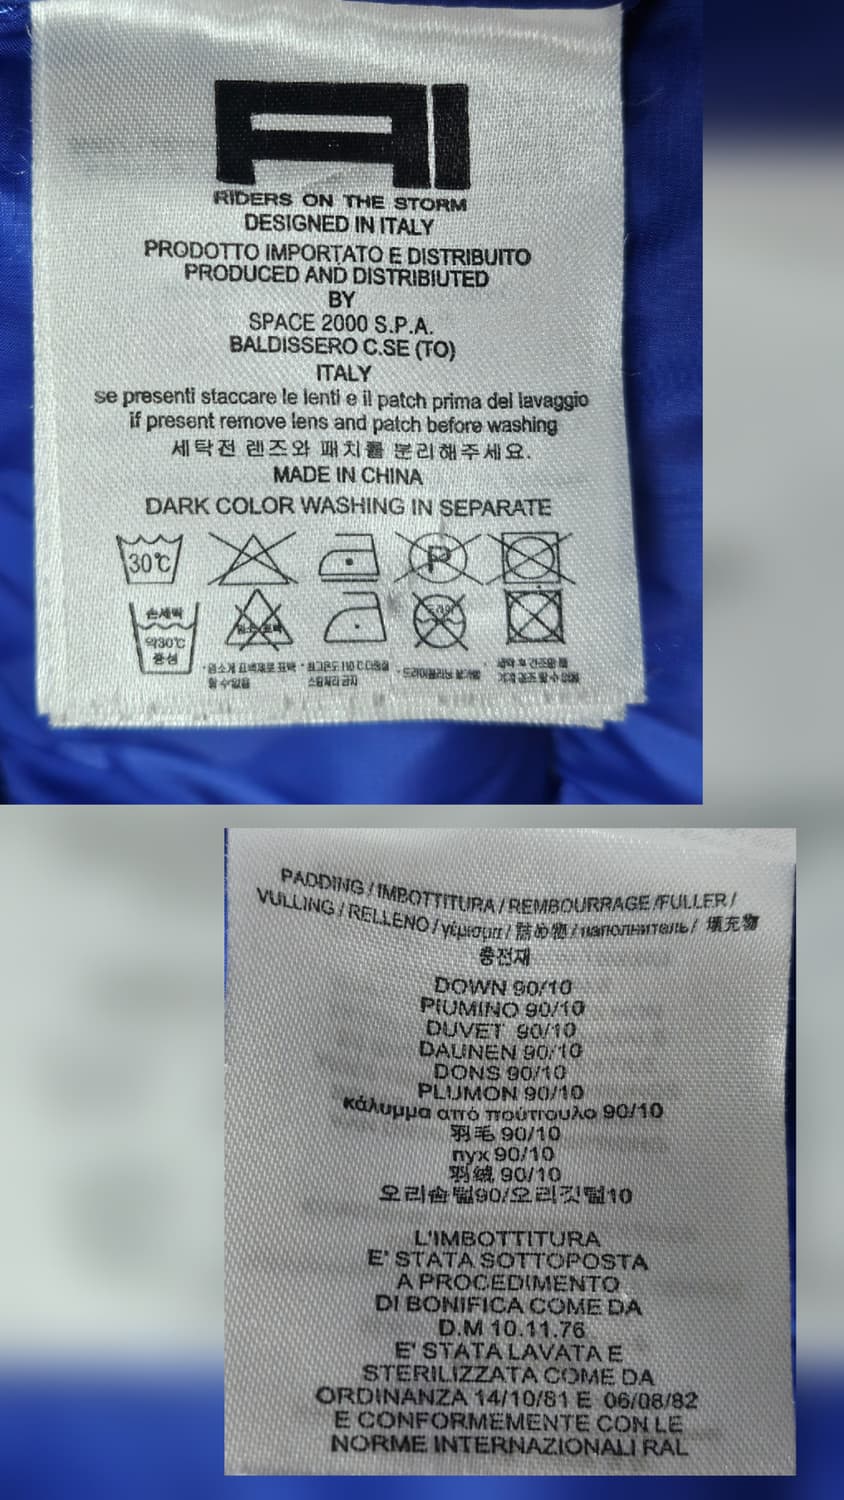 AI
RIDERS ON THE STORM
DESIGNED IN ITALY
PRODOTTO IMPORTATO E DISTRIBUITO
PRODUCED AND DISTRIBIUTED
BY
SPACE 2000 S.P.A.
BALDISSERO C.SE (TO)
ITALY
se presenti staccare le lenti e il patch prima del lavaggio
if present remove lens and patch before washing
세탁전 렌즈와 패치를 분리해주세요.
MADE IN CHINA
DARK COLOR WASHING IN SEPARATE
30℃
P
손세탁
약30℃
중성
PADDING / IMBOTTITURA / REMBOURRAGE /FULLER /
VULLING / RELLENO / γέμισμα / 詰め物 / наполнитель / 填充物
충전재
DOWN 90/10
PIUMINO 90/10
DUVET 90/10
DAUNEN 90/10
DONS 90/10
PLUMON 90/10
κάλυμμα από πούπουλο 90/10
羽毛 90/10
пух 90/10
羽绒 90/10
오리솜털90/오리깃털10
L'IMBOTTITURA
E' STATA SOTTOPOSTA
A PROCEDIMENTO
DI BONIFICA COME DA
D.M 10.11.76
E' STATA LAVATA E
STERILIZZATA COME DA
ORDINANZA 14/10/81 E 06/08/82
E CONFORMEMENTE CON LE
NORME INTERNAZIONALI RAL